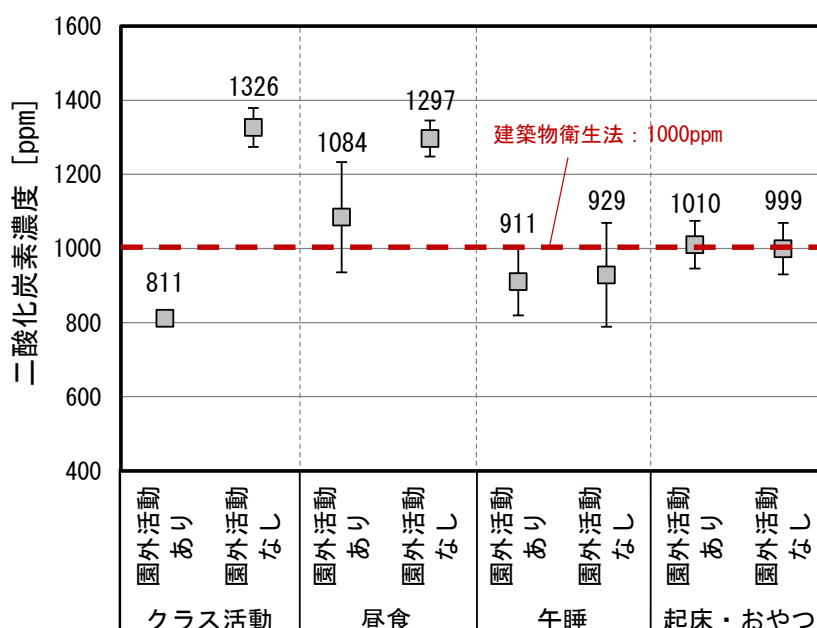 二酸化炭素濃度 [ppm]
1600
1400
1200
1000
800
600
400
811
1326
1084
1297
911
929
1010
999
建築物衛生法：1000ppm
園外活動
あり
園外活動
なし
園外活動
あり
園外活動
なし
園外活動
あり
園外活動
なし
園外活動
あり
園外活動
なし
クラス活動
昼食
午睡
起床・おやつ